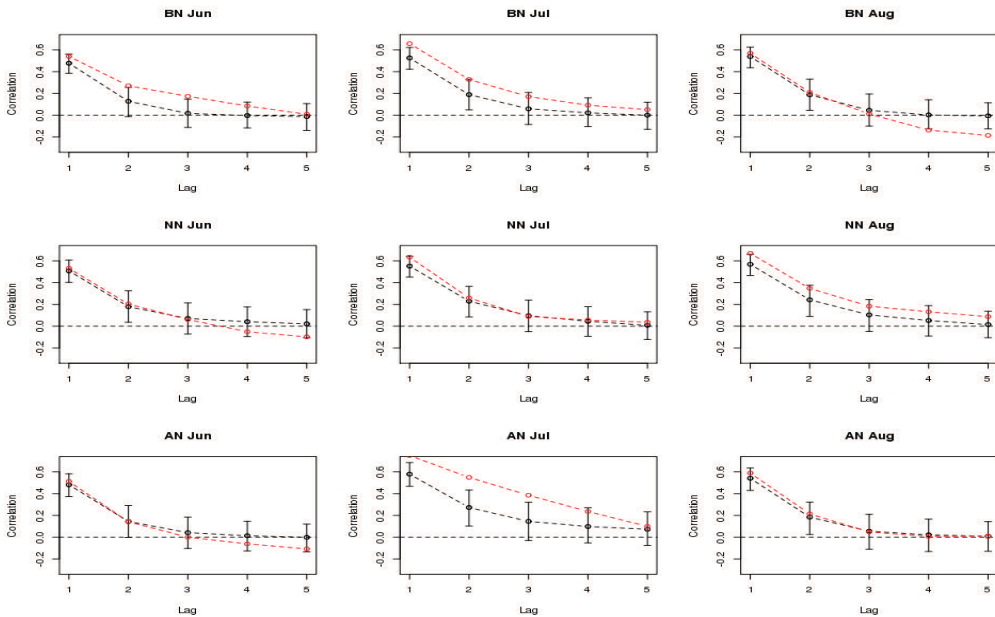 BN Jun
BN Jul
BN Aug
Correlation
0.6
0.4
0.2
0.0
-0.2
1 2 3 4 5
Lag
Correlation
0.6
0.4
0.2
0.0
-0.2
1 2 3 4 5
Lag
Correlation
0.6
0.4
0.2
0.0
-0.2
1 2 3 4 5
Lag
NN Jun
NN Jul
NN Aug
Correlation
0.6
0.4
0.2
0.0
-0.2
1 2 3 4 5
Lag
Correlation
0.6
0.4
0.2
0.0
-0.2
1 2 3 4 5
Lag
Correlation
0.6
0.4
0.2
0.0
-0.2
1 2 3 4 5
Lag
AN Jun
AN Jul
AN Aug
Correlation
0.6
0.4
0.2
0.0
-0.2
1 2 3 4 5
Lag
Correlation
0.6
0.4
0.2
0.0
-0.2
1 2 3 4 5
Lag
Correlation
0.6
0.4
0.2
0.0
-0.2
1 2 3 4 5
Lag